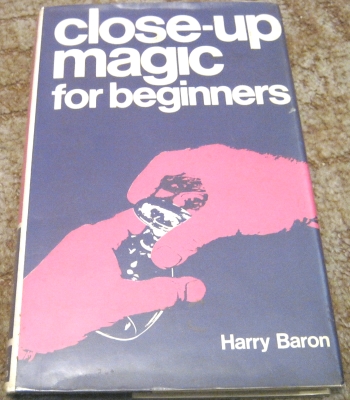 close-up
magic
for beginners
Harry Baron